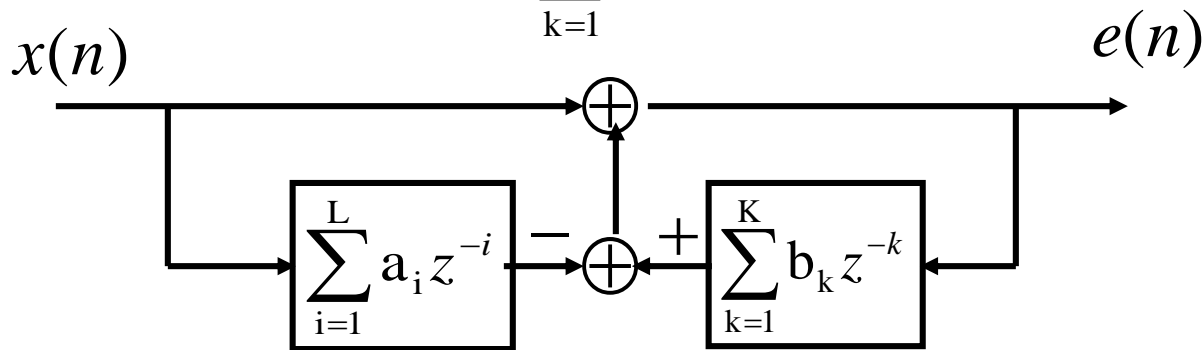 k=1
x(n) e(n)
L K
∑ a_i z^{-i} − + ∑ b_k z^{-k}
i=1 k=1